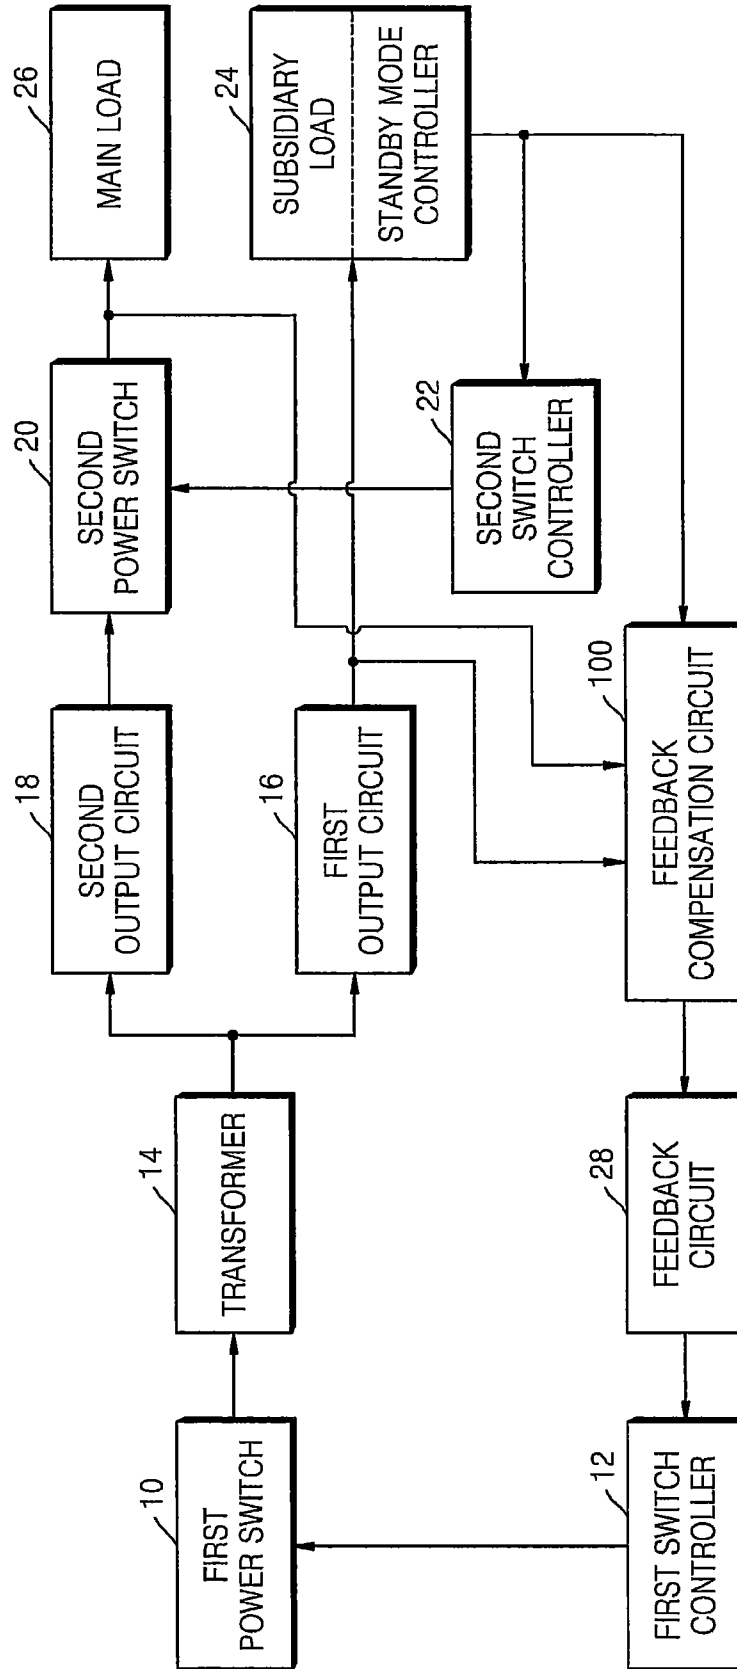 10
FIRST
POWER SWITCH
14
TRANSFORMER
18
SECOND
OUTPUT CIRCUIT
20
SECOND
POWER SWITCH
26
MAIN LOAD
16
FIRST
OUTPUT CIRCUIT
24
SUBSIDIARY
LOAD
STANDBY MODE
CONTROLLER
22
SECOND
SWITCH
CONTROLLER
12
FIRST SWITCH
CONTROLLER
28
FEEDBACK
CIRCUIT
100
FEEDBACK
COMPENSATION CIRCUIT